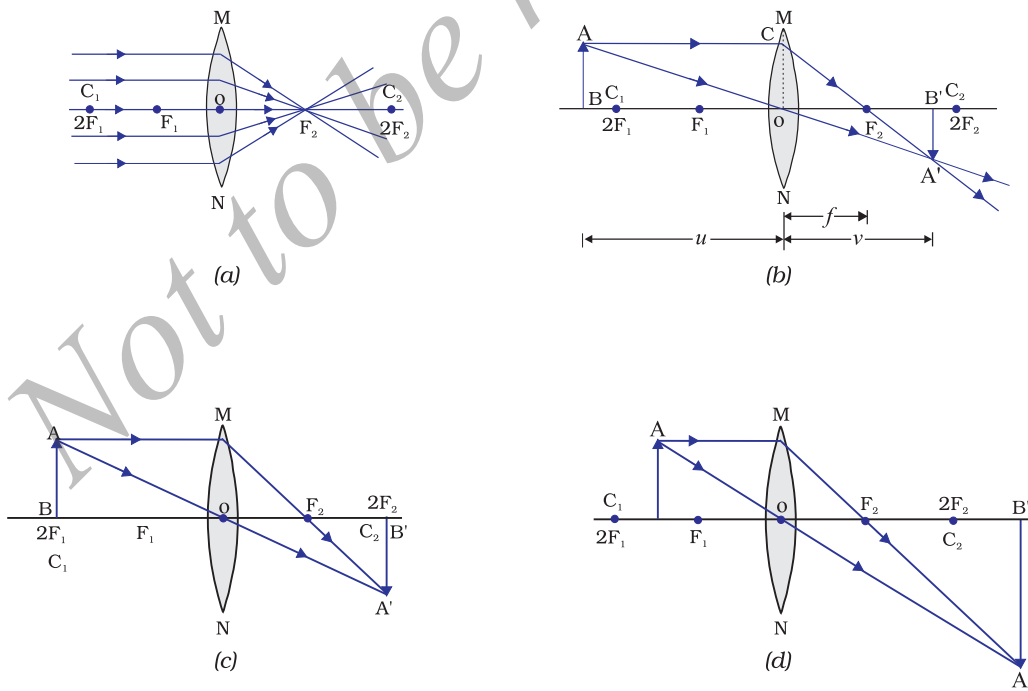 Not to be
M
C₁
O
C₂
2F₁
F₁
F₂
2F₂
N
(a)
M
A
C
B
C₁
B'
C₂
2F₁
F₁
O
F₂
2F₂
A'
N
f
u
v
(b)
M
A
B
O
F₂
2F₂
2F₁
F₁
C₂
B'
C₁
A'
N
(c)
M
A
C₁
O
F₂
2F₂
B'
2F₁
F₁
C₂
N
A
(d)